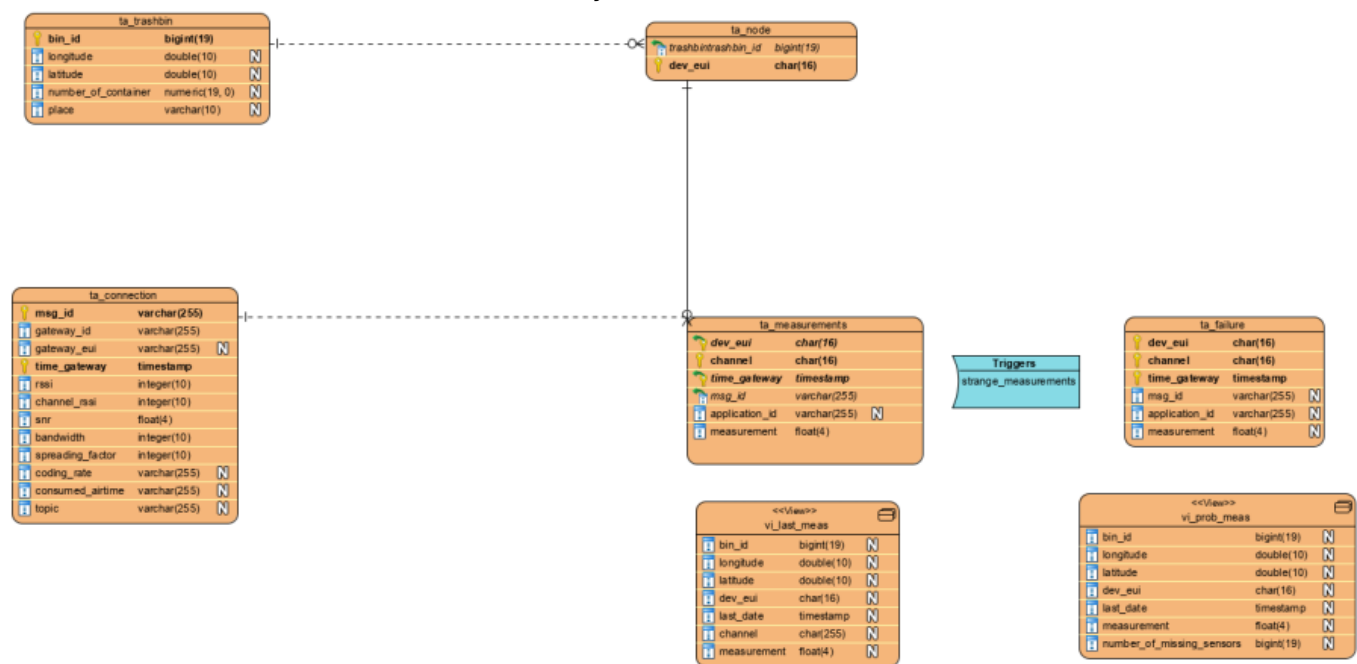 ta_trashbin
bin_id bigint(19)
longitude double(10) N
latitude double(10) N
number_of_container numeric(19, 0) N
place varchar(10) N
ta_node
trashbintrashbin_id bigint(19)
dev_eui char(16)
ta_connection
msg_id varchar(255)
gateway_id varchar(255)
gateway_eui varchar(255) N
time_gateway timestamp
rssi integer(10)
channel_rssi integer(10)
snr float(4)
bandwidth integer(10)
spreading_factor integer(10)
coding_rate varchar(255) N
consumed_airtime varchar(255) N
topic varchar(255) N
ta_measurements
dev_eui char(16)
channel char(16)
time_gateway timestamp
msg_id varchar(255)
application_id varchar(255) N
measurement float(4)
Triggers
strange_measurements
ta_failure
dev_eui char(16)
channel char(16)
time_gateway timestamp
msg_id varchar(255) N
application_id varchar(255) N
measurement float(4) N
<<View>>
vi_last_meas
bin_id bigint(19) N
longitude double(10) N
latitude double(10) N
dev_eui char(16) N
last_date timestamp N
channel char(255) N
measurement float(4) N
<<View>>
vi_prob_meas
bin_id bigint(19) N
longitude double(10) N
latitude double(10) N
dev_eui char(16) N
last_date timestamp N
measurement float(4) N
number_of_missing_sensors bigint(19) N